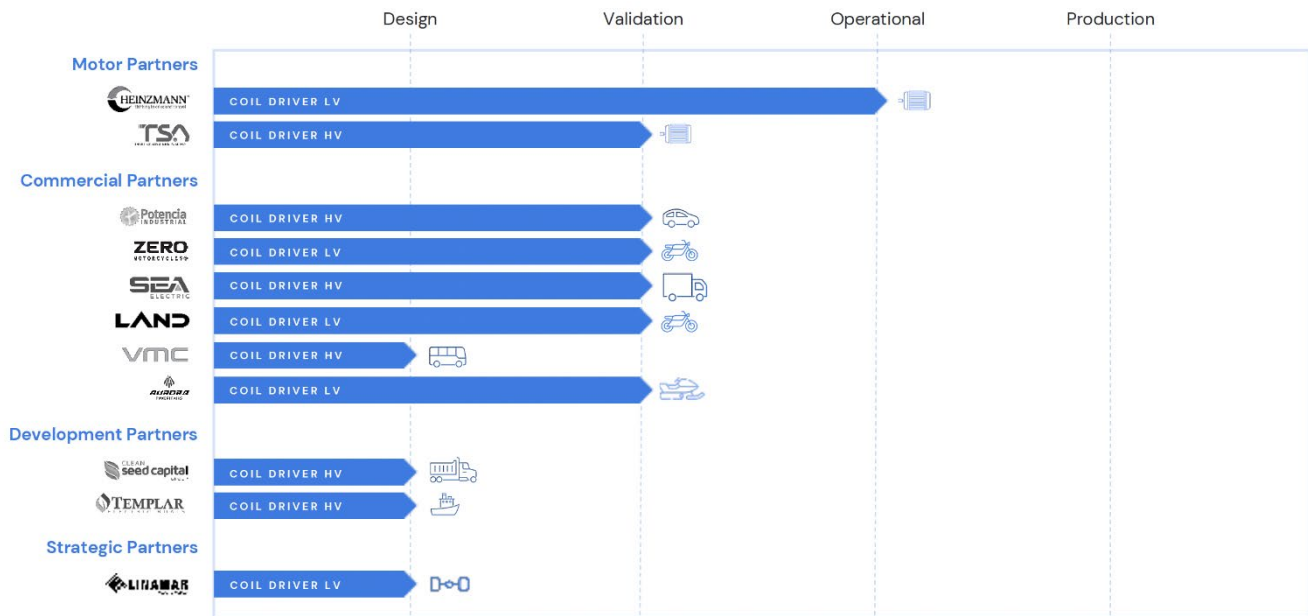 Design Validation Operational Production
Motor Partners
HEINZMANN COIL DRIVER LV
TSA COIL DRIVER HV
Commercial Partners
Potencia
INDUSTRIAL COIL DRIVER HV
ZERO
MOTORCYCLES COIL DRIVER LV
SEA
ELECTRIC COIL DRIVER HV
LAND COIL DRIVER LV
VMC COIL DRIVER HV
AURORA COIL DRIVER LV
Development Partners
CLEAN
seed capital COIL DRIVER HV
TEMPLAR COIL DRIVER HV
Strategic Partners
LINAMAR COIL DRIVER LV